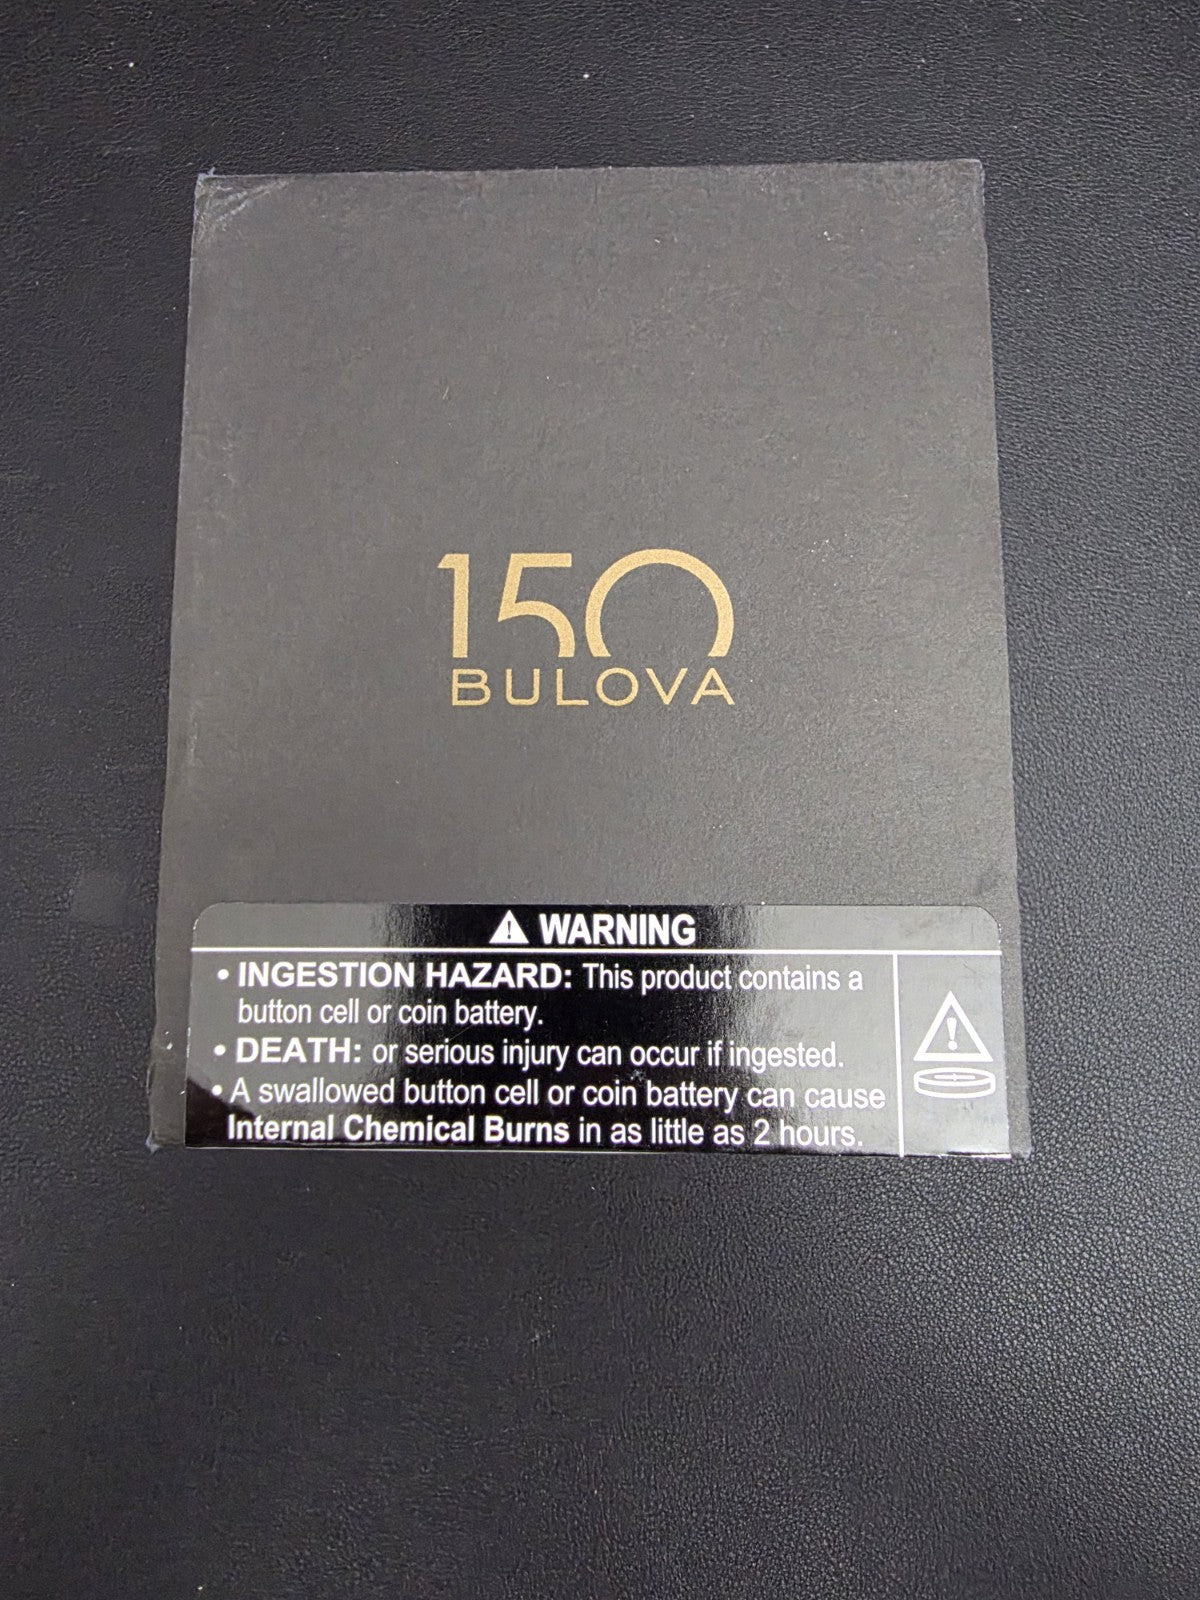 150
BULOVA
⚠ WARNING
• INGESTION HAZARD: This product contains a
button cell or coin battery.
• DEATH: or serious injury can occur if ingested.
• A swallowed button cell or coin battery can cause
Internal Chemical Burns in as little as 2 hours.